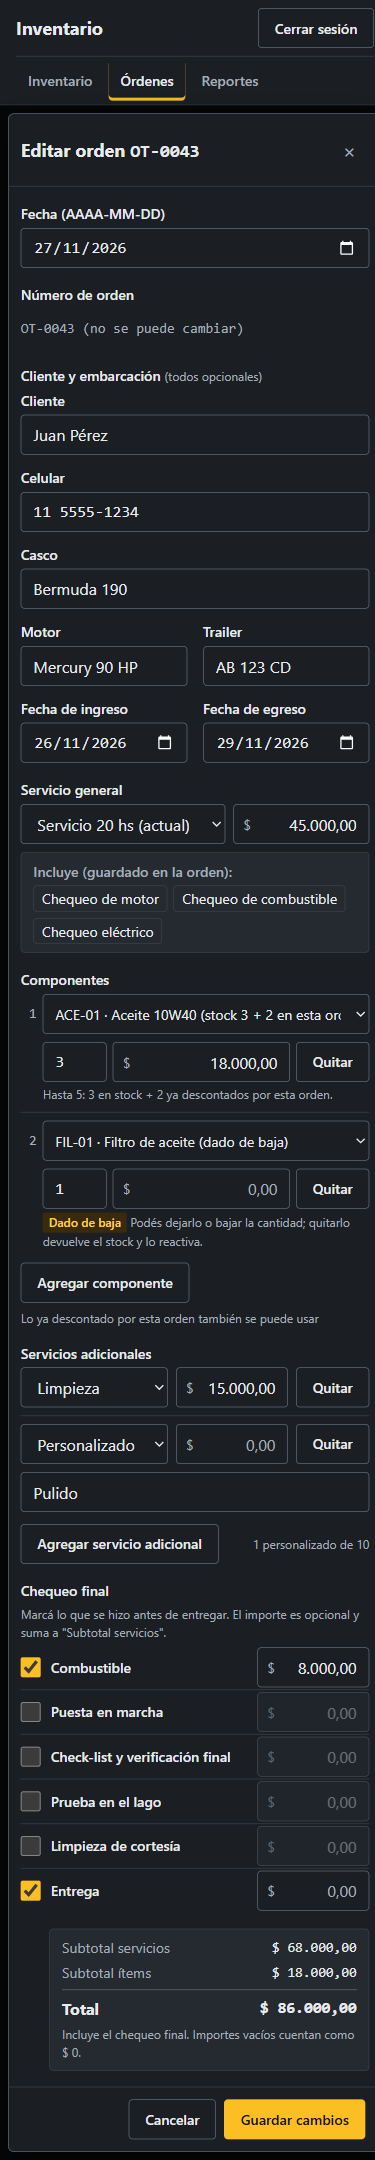 Inventario
Cerrar sesión
Inventario Órdenes Reportes
Editar orden OT-0043 ×
Fecha (AAAA-MM-DD)
27/11/2026
Número de orden
OT-0043 (no se puede cambiar)
Cliente y embarcación (todos opcionales)
Cliente
Juan Pérez
Celular
11 5555-1234
Casco
Bermuda 190
Motor Trailer
Mercury 90 HP AB 123 CD
Fecha de ingreso Fecha de egreso
26/11/2026 29/11/2026
Servicio general
Servicio 20 hs (actual) $ 45.000,00
Incluye (guardado en la orden):
Chequeo de motor Chequeo de combustible
Chequeo eléctrico
Componentes
1 ACE-01 · Aceite 10W40 (stock 3 + 2 en esta ord
3 $ 18.000,00 Quitar
Hasta 5: 3 en stock + 2 ya descontados por esta orden.
2 FIL-01 · Filtro de aceite (dado de baja)
1 $ 0,00 Quitar
Dado de baja Podés dejarlo o bajar la cantidad; quitarlo
devuelve el stock y lo reactiva.
Agregar componente
Lo ya descontado por esta orden también se puede usar
Servicios adicionales
Limpieza $ 15.000,00 Quitar
Personalizado $ 0,00 Quitar
Pulido
Agregar servicio adicional 1 personalizado de 10
Chequeo final
Marcá lo que se hizo antes de entregar. El importe es opcional y
suma a "Subtotal servicios".
Combustible $ 8.000,00
Puesta en marcha $ 0,00
Check-list y verificación final $ 0,00
Prueba en el lago $ 0,00
Limpieza de cortesía $ 0,00
Entrega $ 0,00
Subtotal servicios $ 68.000,00
Subtotal ítems $ 18.000,00
Total $ 86.000,00
Incluye el chequeo final. Importes vacíos cuentan como
$ 0.
Cancelar Guardar cambios